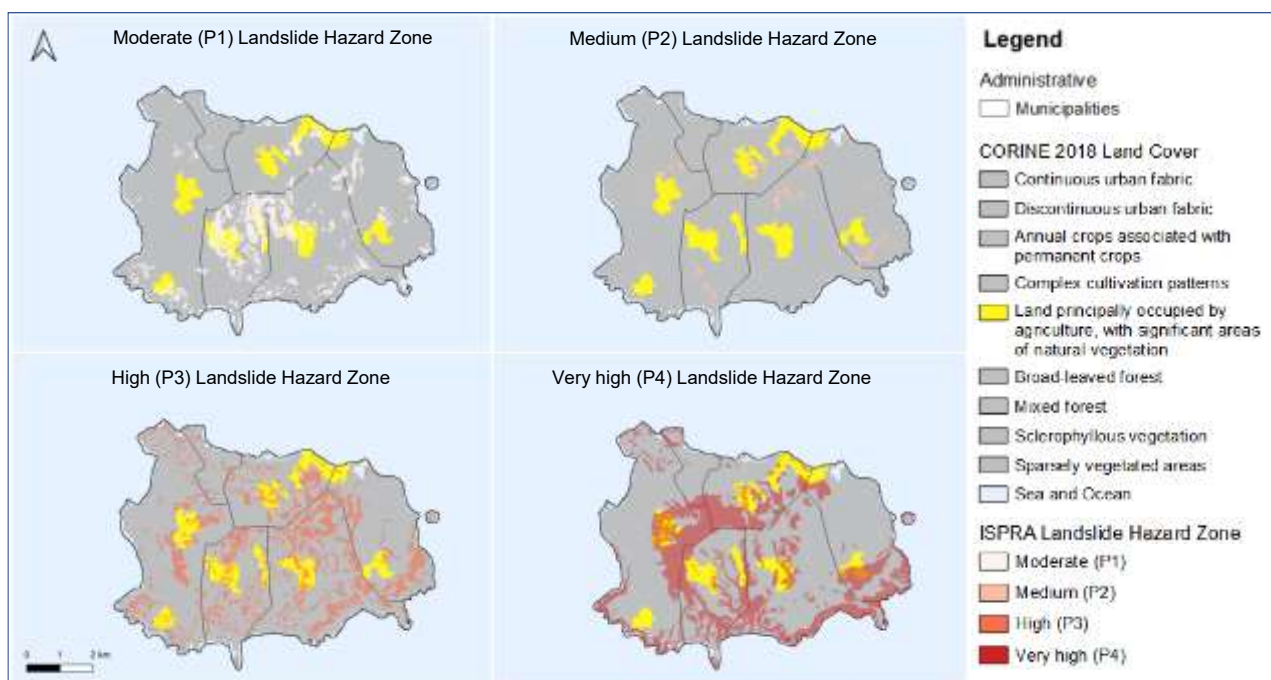 Moderate (P1) Landslide Hazard Zone
Medium (P2) Landslide Hazard Zone
High (P3) Landslide Hazard Zone
Very high (P4) Landslide Hazard Zone
0 1 2 km
Legend
Administrative
Municipalities
CORINE 2018 Land Cover
Continuous urban fabric
Discontinuous urban fabric
Annual crops associated with
permanent crops
Complex cultivation patterns
Land principally occupied by
agriculture, with significant areas
of natural vegetation
Broad-leaved forest
Mixed forest
Sclerophyllous vegetation
Sparsely vegetated areas
Sea and Ocean
ISPRA Landslide Hazard Zone
Moderate (P1)
Medium (P2)
High (P3)
Very high (P4)